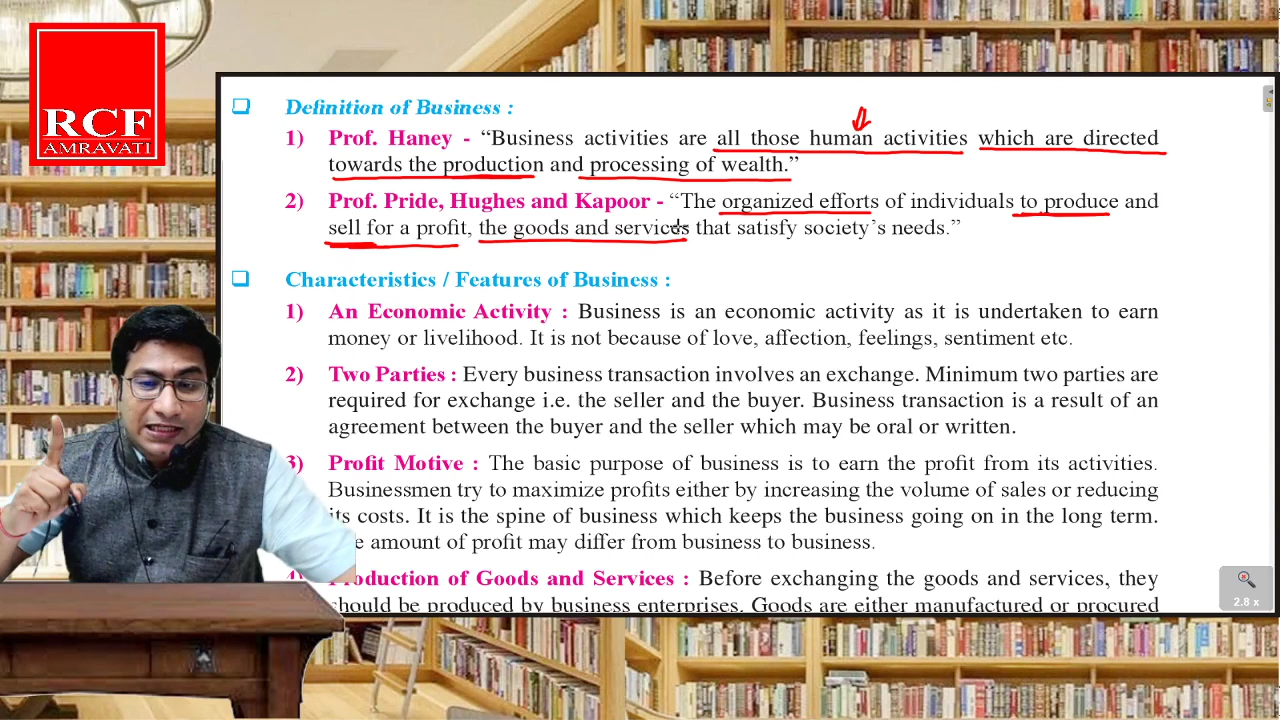 RCF
AMRAVATI
❑ Definition of Business :
1) Prof. Haney - “Business activities are all those human activities which are directed
towards the production and processing of wealth.”
2) Prof. Pride, Hughes and Kapoor - “The organized efforts of individuals to produce and
sell for a profit, the goods and services that satisfy society’s needs.”
❑ Characteristics / Features of Business :
1) An Economic Activity : Business is an economic activity as it is undertaken to earn
money or livelihood. It is not because of love, affection, feelings, sentiment etc.
2) Two Parties : Every business transaction involves an exchange. Minimum two parties are
required for exchange i.e. the seller and the buyer. Business transaction is a result of an
agreement between the buyer and the seller which may be oral or written.
3) Profit Motive : The basic purpose of business is to earn the profit from its activities.
Businessmen try to maximize profits either by increasing the volume of sales or reducing
its costs. It is the spine of business which keeps the business going on in the long term.
amount of profit may differ from business to business.
4) Production of Goods and Services : Before exchanging the goods and services, they
should be produced by business enterprises. Goods are either manufactured or procured
2.8 x